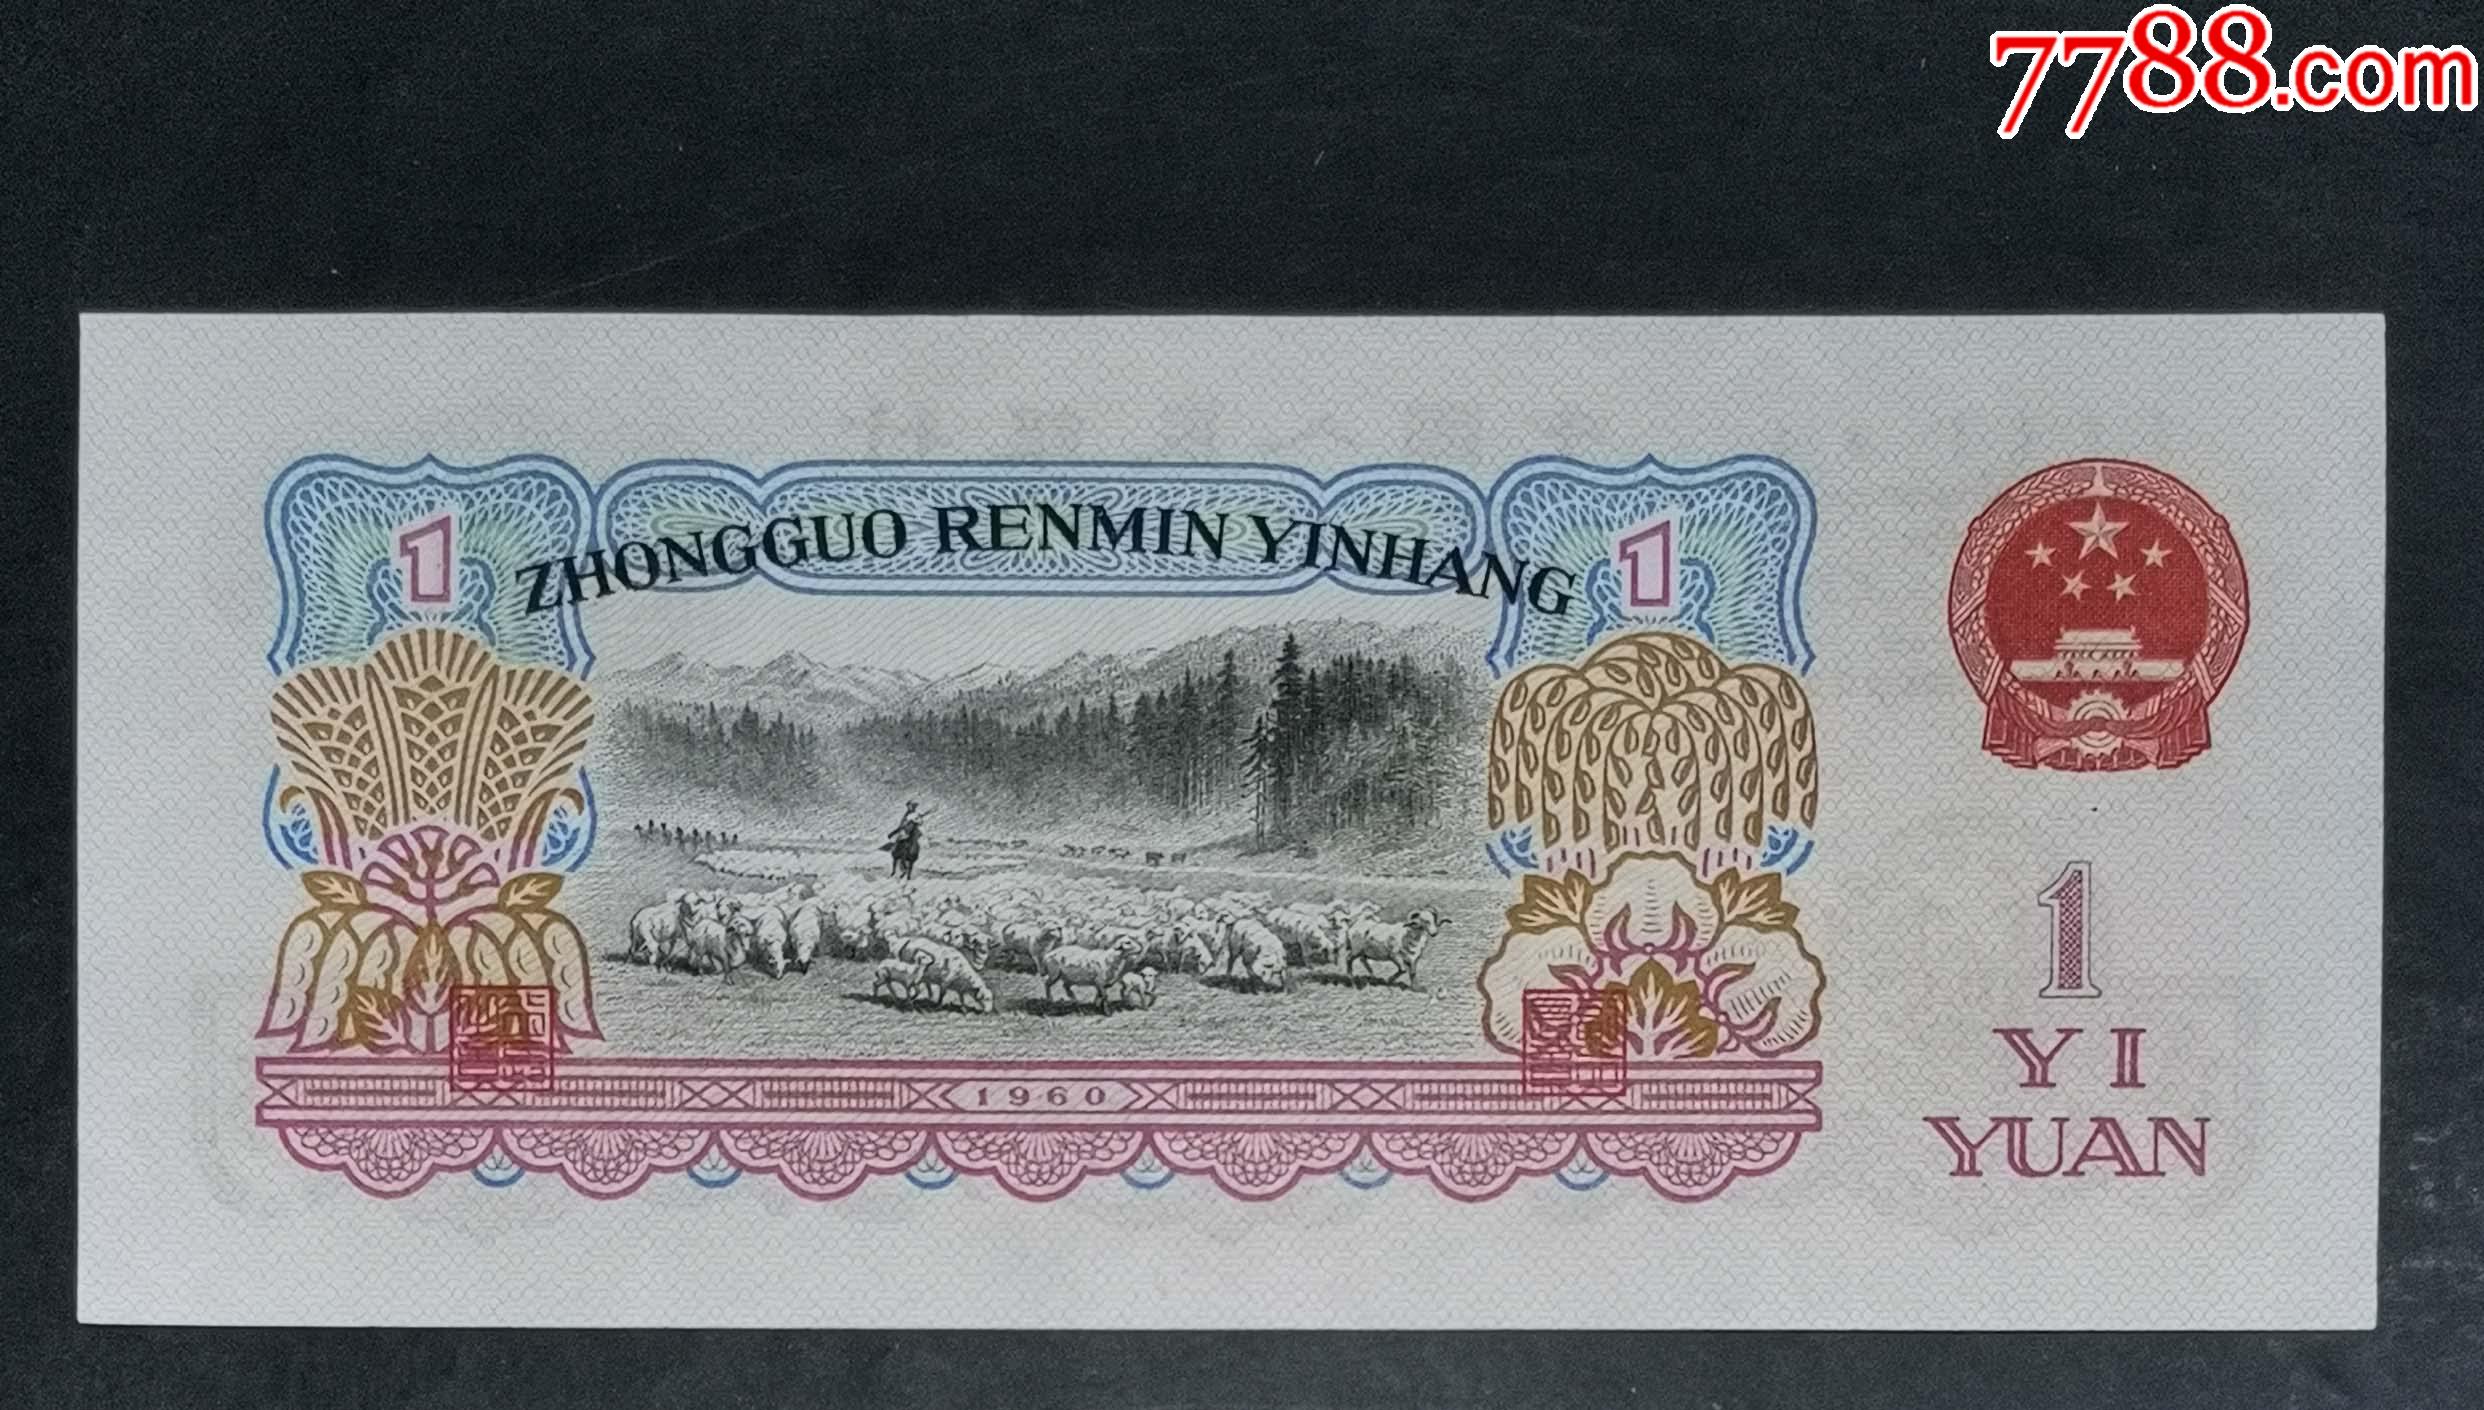 7788.com
1
ZHONGGUO RENMIN YINHANG
1
1
YI
YUAN
1960